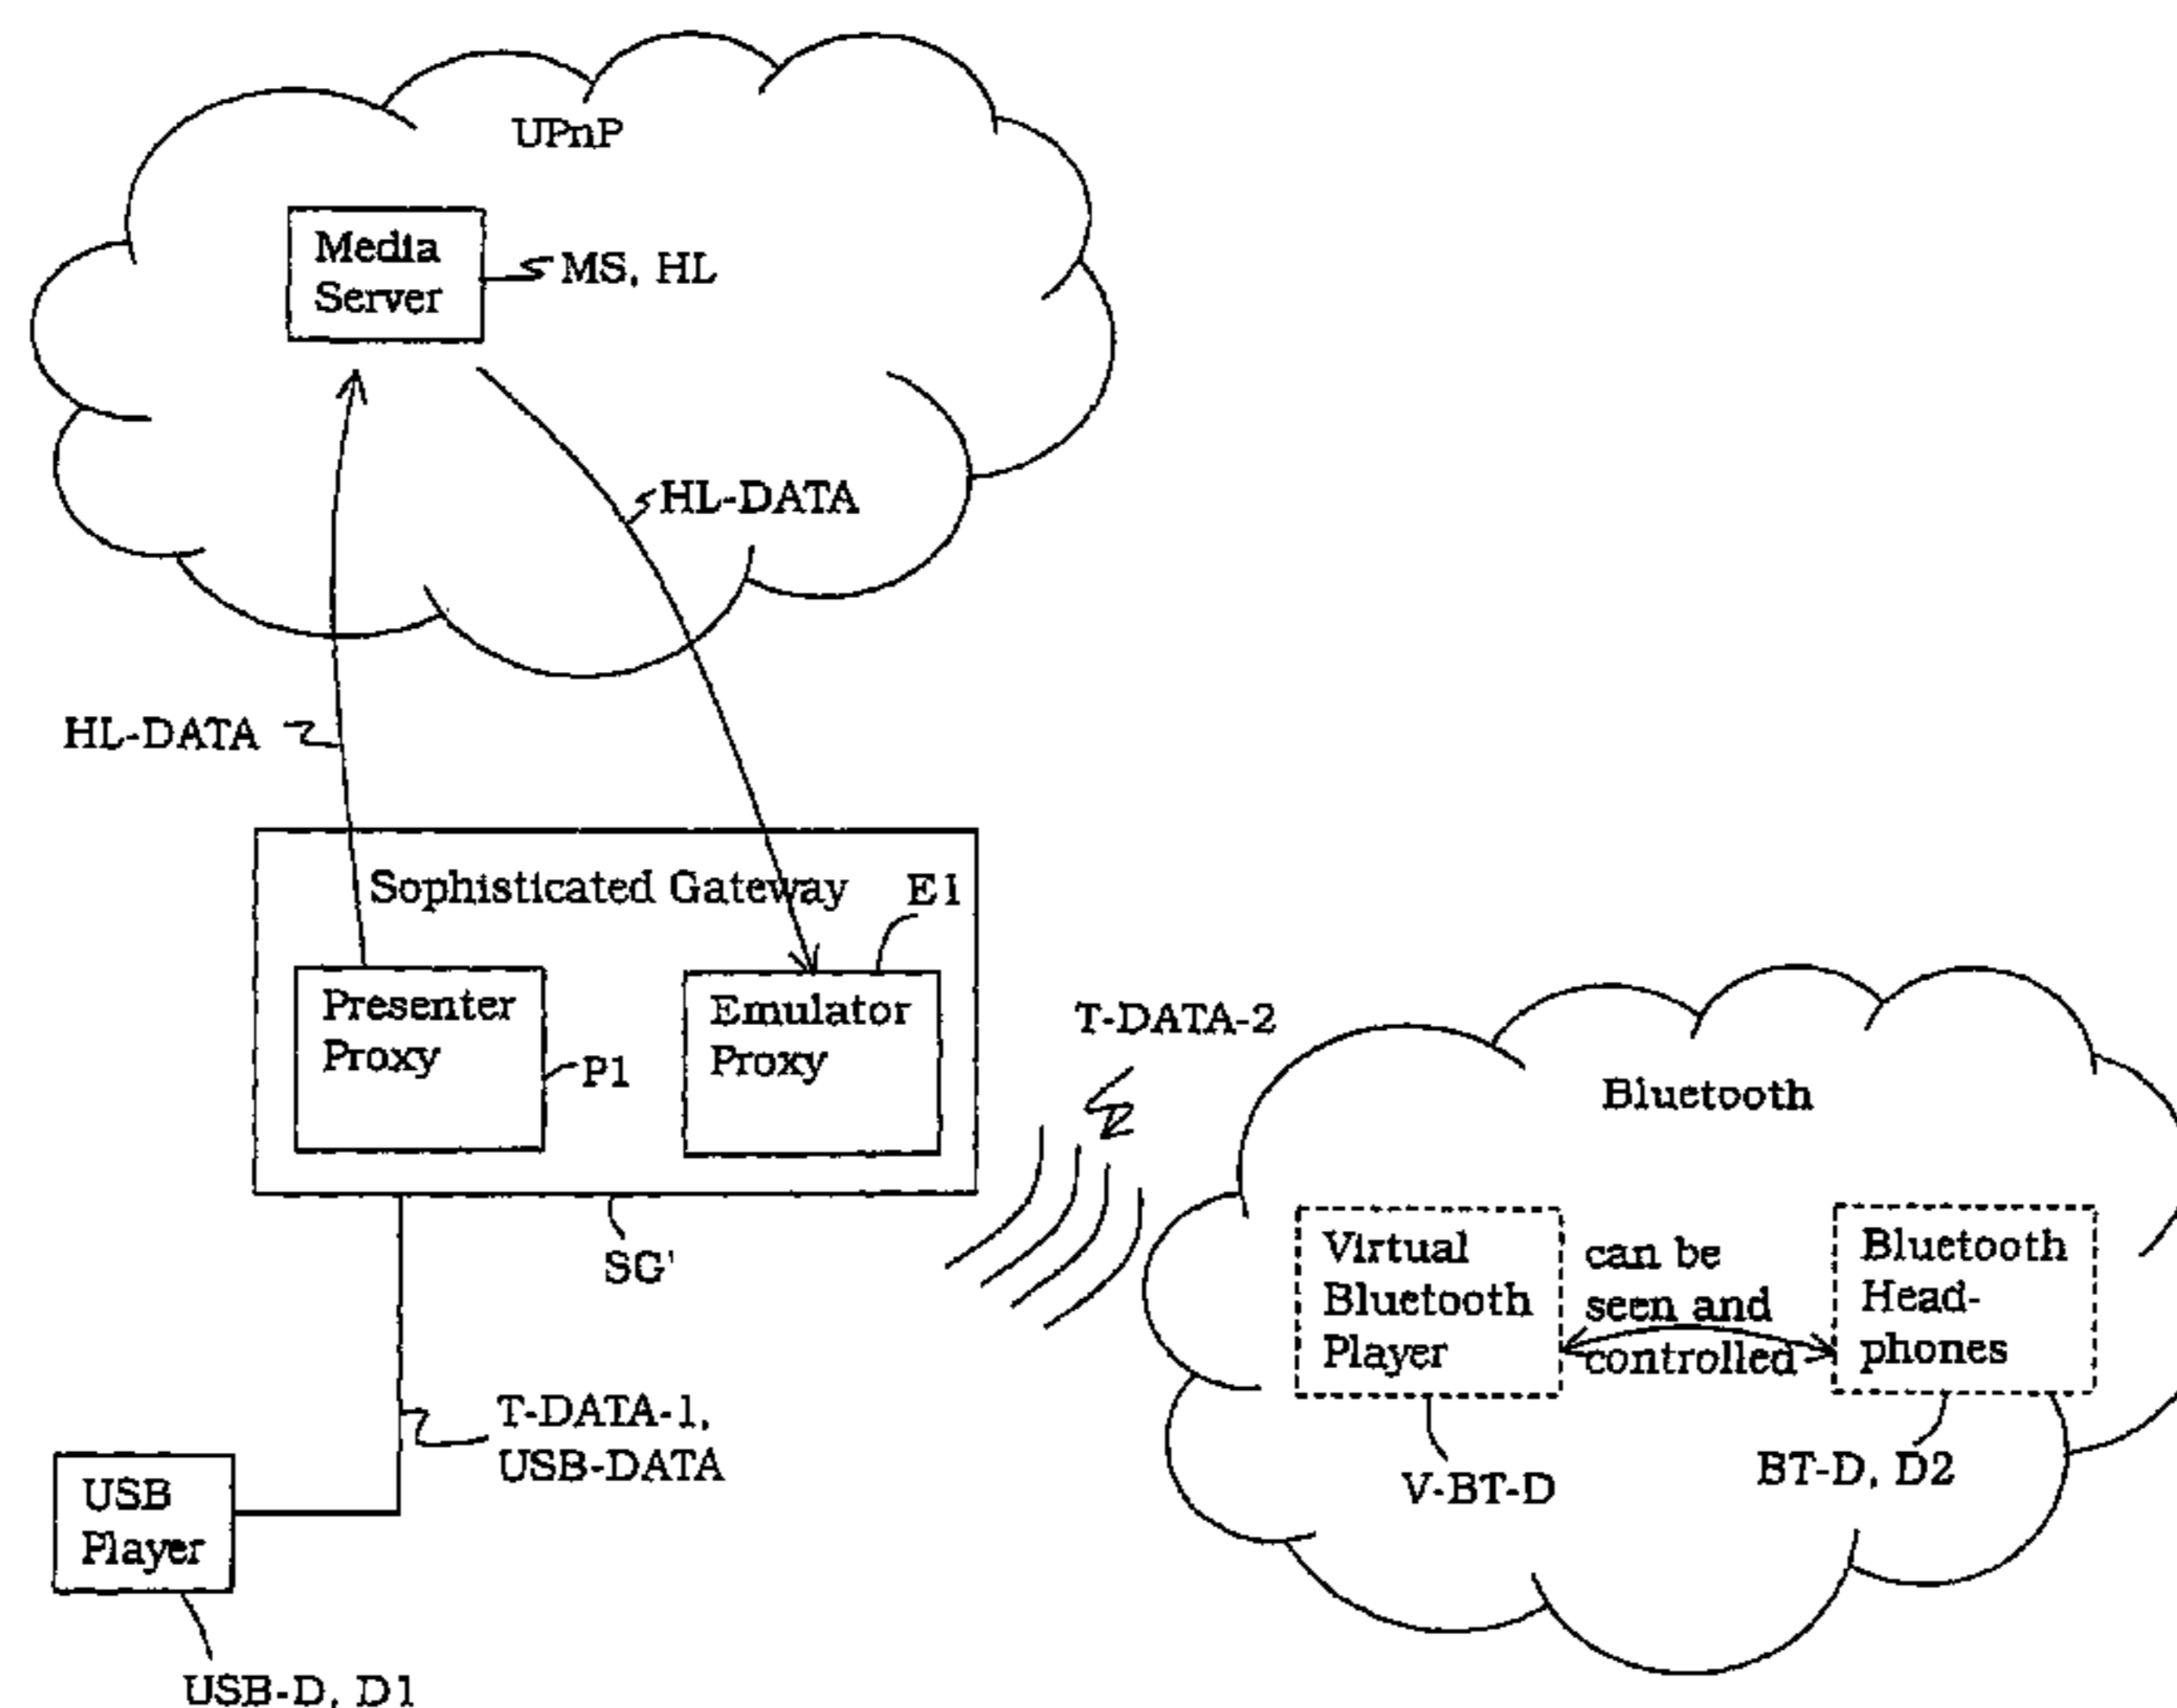 UPnP
Media
Server
MS, HL
HL-DATA
HL-DATA
Sophisticated Gateway
E1
Presenter
Proxy
P1
Emulator
Proxy
SG'
T-DATA-2
Bluetooth
Virtual
Bluetooth
Player
can be
seen and
controlled
Bluetooth
Head-
phones
V-BT-D
BT-D, D2
T-DATA-1,
USB-DATA
USB
Player
USB-D, D1